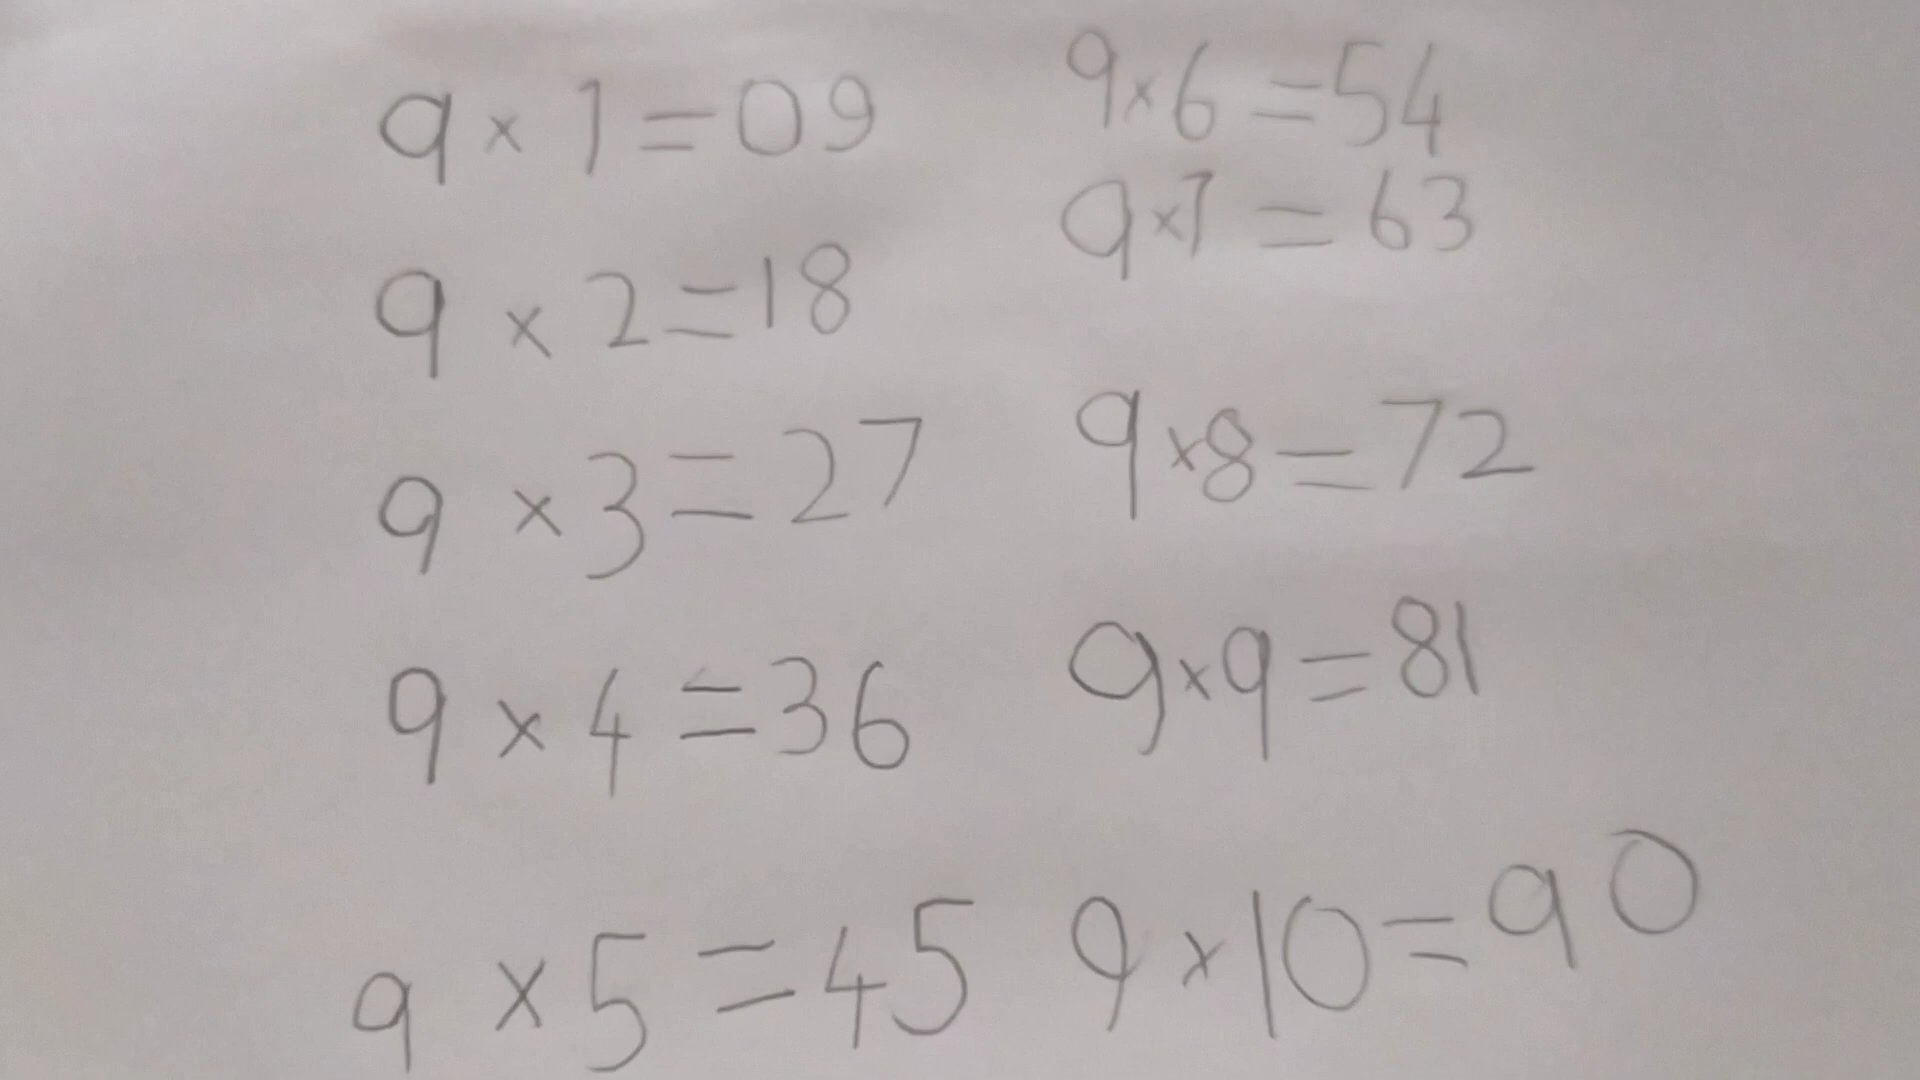 9 × 1 = 09
9 × 2 = 18
9 × 3 = 27
9 × 4 = 36
9 × 5 = 45
9 × 6 = 54
9 × 7 = 63
9 × 8 = 72
9 × 9 = 81
9 × 10 = 90